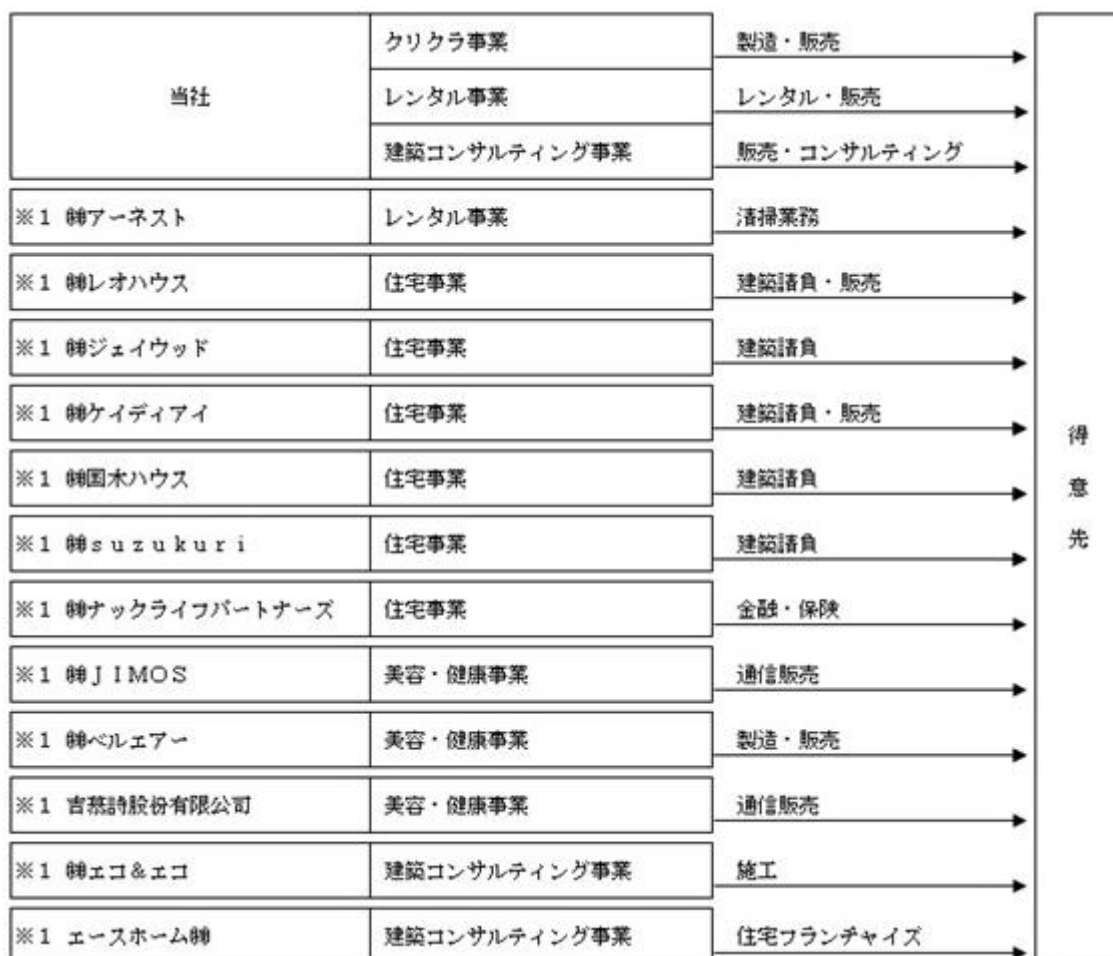 当社 クリクラ事業 製造・販売
レンタル事業 レンタル・販売
建築コンサルティング事業 販売・コンサルティング
※1 ㈱アーネスト レンタル事業 清掃業務
※1 ㈱レオハウス 住宅事業 建築請負・販売
※1 ㈱ジェイウッド 住宅事業 建築請負
※1 ㈱ケイディアイ 住宅事業 建築請負・販売
※1 ㈱国木ハウス 住宅事業 建築請負
※1 ㈱ｓｕｚｕｋｕｒｉ 住宅事業 建築請負
※1 ㈱ナックライフパートナーズ 住宅事業 金融・保険
※1 ㈱ＪＩＭＯＳ 美容・健康事業 通信販売
※1 ㈱ベルエアー 美容・健康事業 製造・販売
※1 吉慈詩股份有限公司 美容・健康事業 通信販売
※1 ㈱エコ＆エコ 建築コンサルティング事業 施工
※1 エースホーム㈱ 建築コンサルティング事業 住宅フランチャイズ
得意先